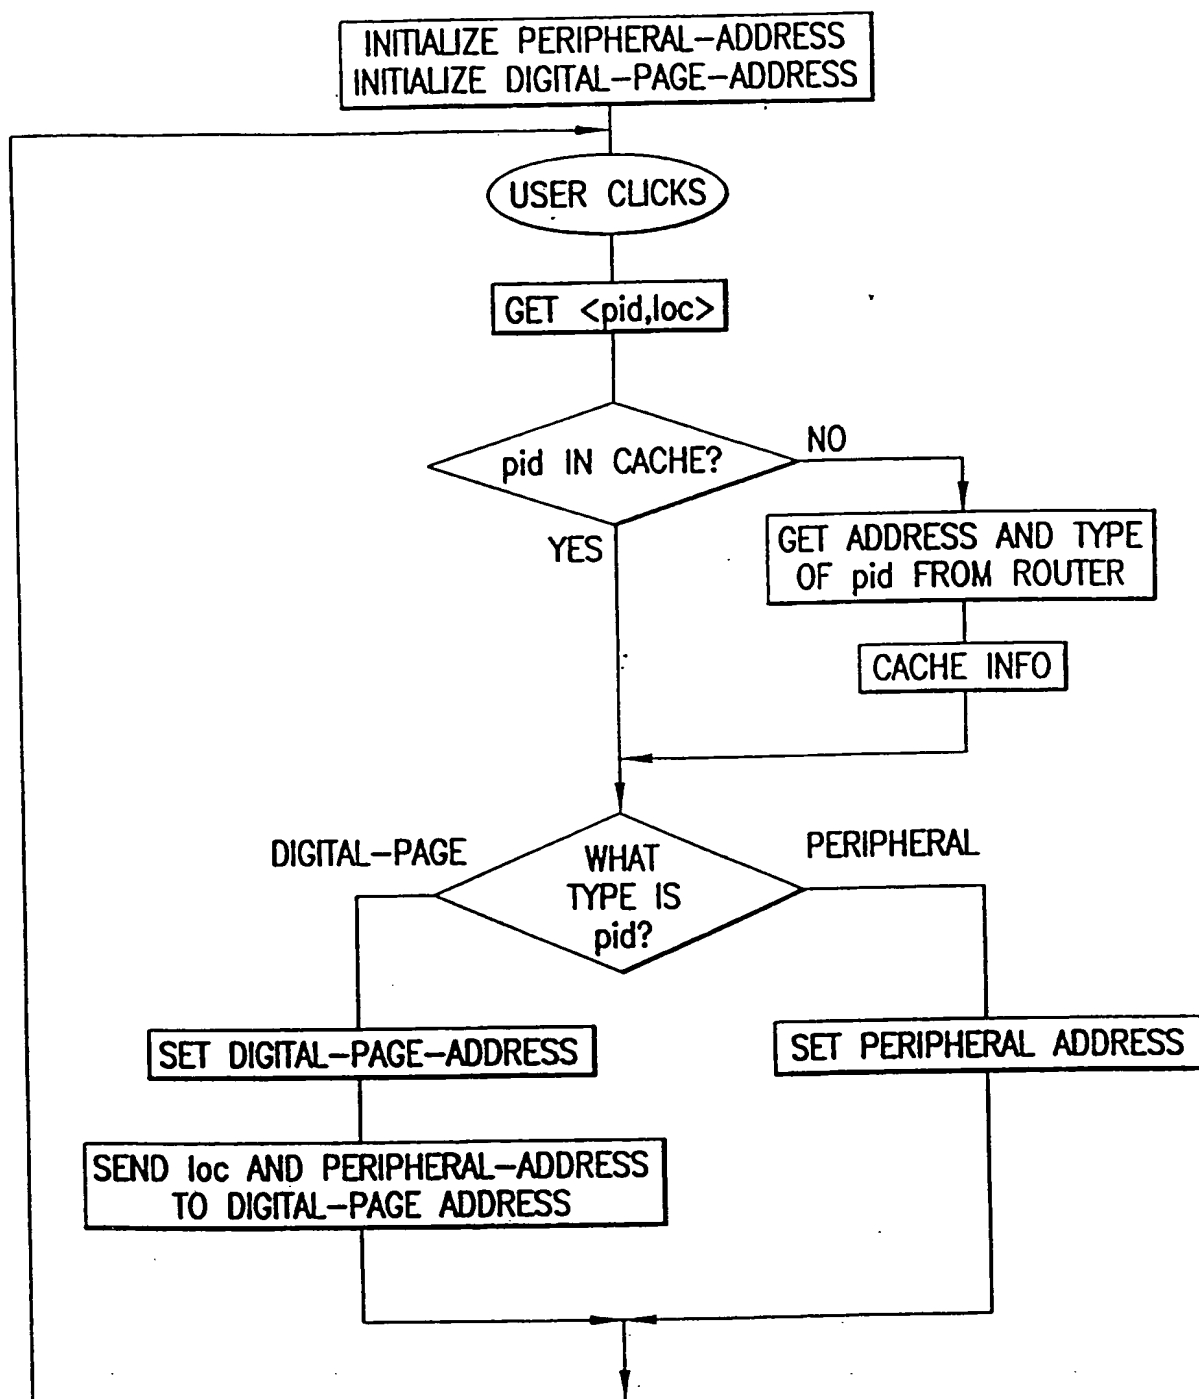 INITIALIZE PERIPHERAL-ADDRESS
INITIALIZE DIGITAL-PAGE-ADDRESS
USER CLICKS
GET <pid,loc>
pid IN CACHE?
NO
YES
GET ADDRESS AND TYPE
OF pid FROM ROUTER
CACHE INFO
DIGITAL-PAGE
WHAT
TYPE IS
pid?
PERIPHERAL
SET DIGITAL-PAGE-ADDRESS
SET PERIPHERAL ADDRESS
SEND loc AND PERIPHERAL-ADDRESS
TO DIGITAL-PAGE ADDRESS